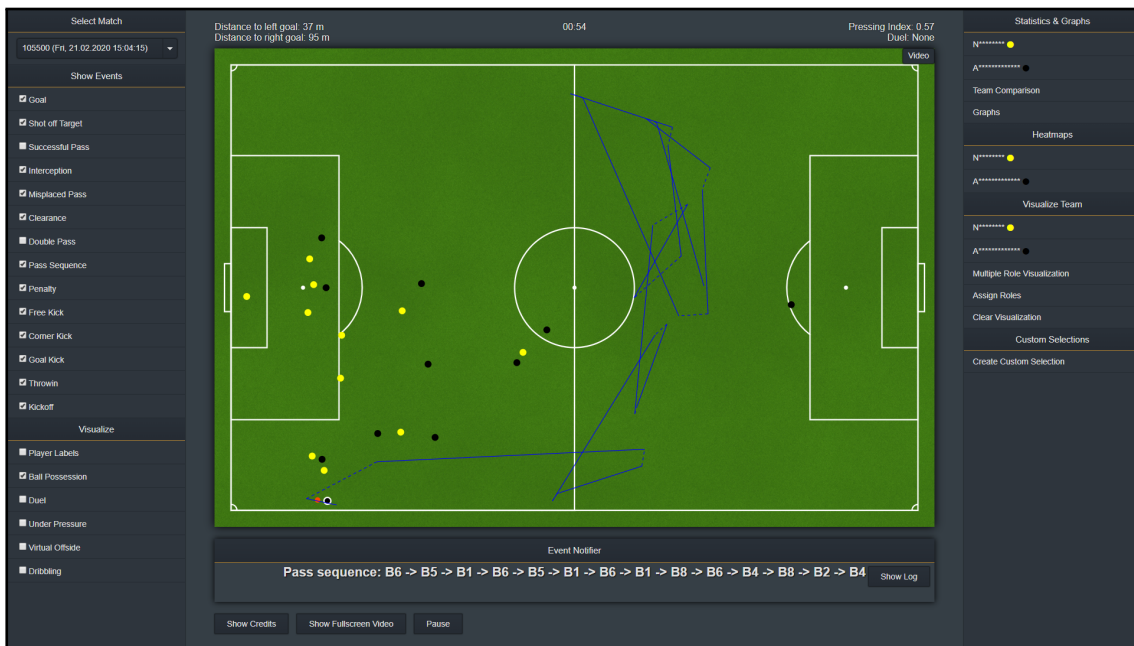 Select Match
105500 (Fri, 21.02.2020 15:04:15)
Show Events
Goal
Shot off Target
Successful Pass
Interception
Misplaced Pass
Clearance
Double Pass
Pass Sequence
Penalty
Free Kick
Corner Kick
Goal Kick
Throwin
Kickoff
Visualize
Player Labels
Ball Possession
Duel
Under Pressure
Virtual Offside
Dribbling
Distance to left goal: 37 m
Distance to right goal: 95 m
00:54
Pressing Index: 0.57
Duel: None
Video
Event Notifier
Pass sequence: B6 -> B5 -> B1 -> B6 -> B5 -> B1 -> B6 -> B1 -> B8 -> B6 -> B4 -> B8 -> B2 -> B4
Show Log
Show Credits
Show Fullscreen Video
Pause
Statistics & Graphs
N********
A*************
Team Comparison
Graphs
Heatmaps
N********
A*************
Visualize Team
N********
A*************
Multiple Role Visualization
Assign Roles
Clear Visualization
Custom Selections
Create Custom Selection